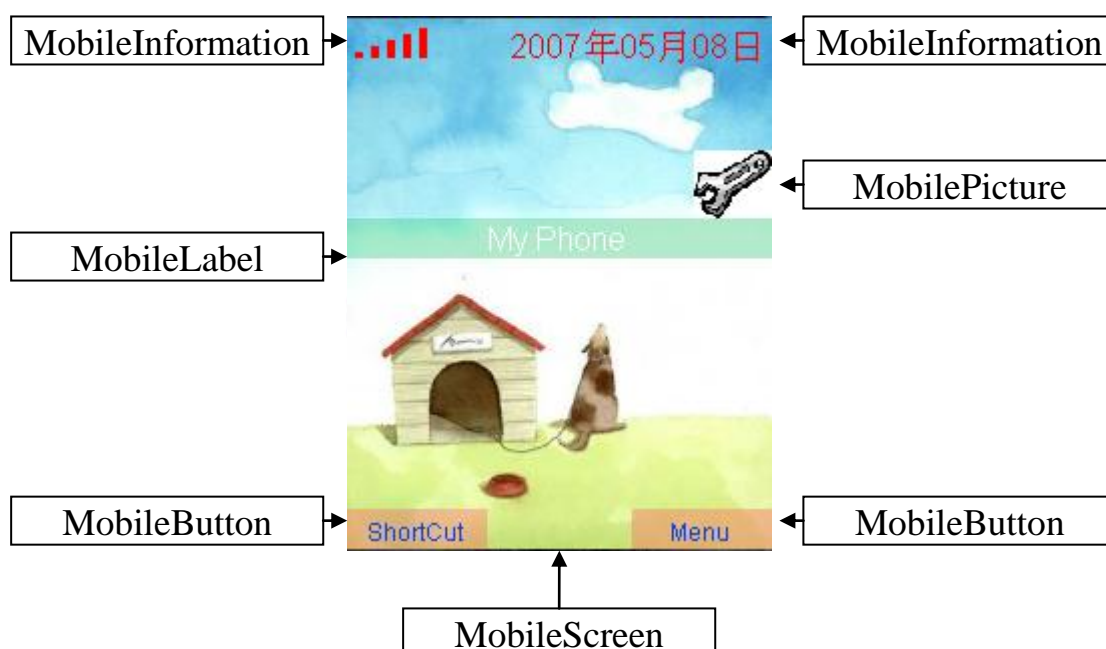 MobileInformation
2007年05月08日
MobileInformation
MobilePicture
My Phone
MobileLabel
MobileButton
ShortCut
Menu
MobileButton
MobileScreen